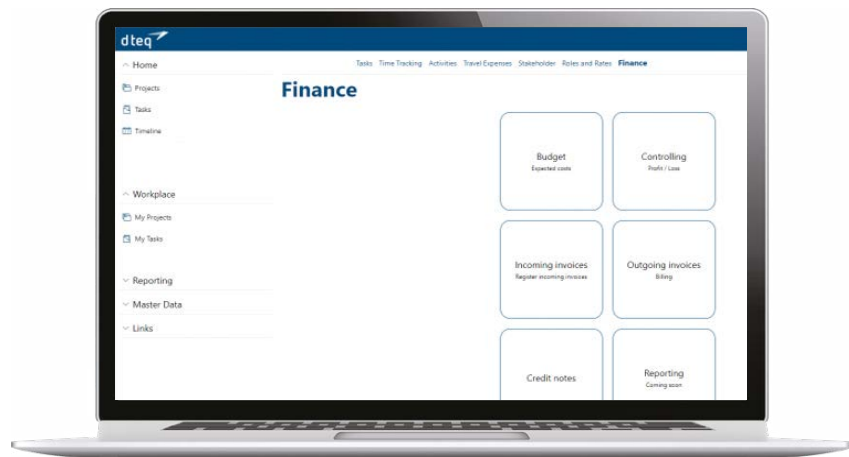 dteq
Home
Projects
Tasks
Timeline
Workplace
My Projects
My Tasks
Reporting
Master Data
Links
Tasks Time Tracking Activities Travel Expenses Stakeholder Roles and Rates Finance
Finance
Budget
Expected costs
Controlling
Profit / Loss
Incoming invoices
Register incoming invoices
Outgoing invoices
Billing
Credit notes
Reporting
Coming soon